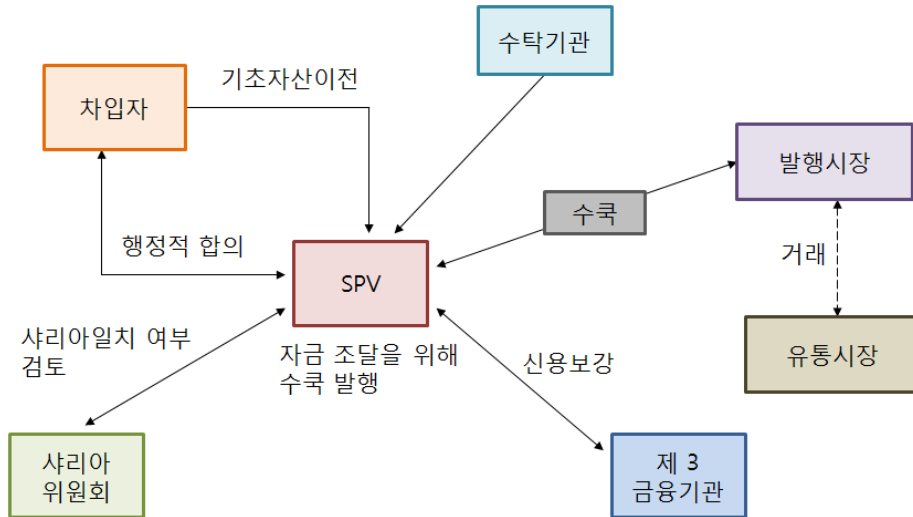 수탁기관
기초자산이전
차입자
발행시장
수쿡
행정적 합의
거래
SPV
샤리아일치 여부
검토
자금 조달을 위해
수쿡 발행
신용보강
유통시장
샤리아
위원회
제 3
금융기관